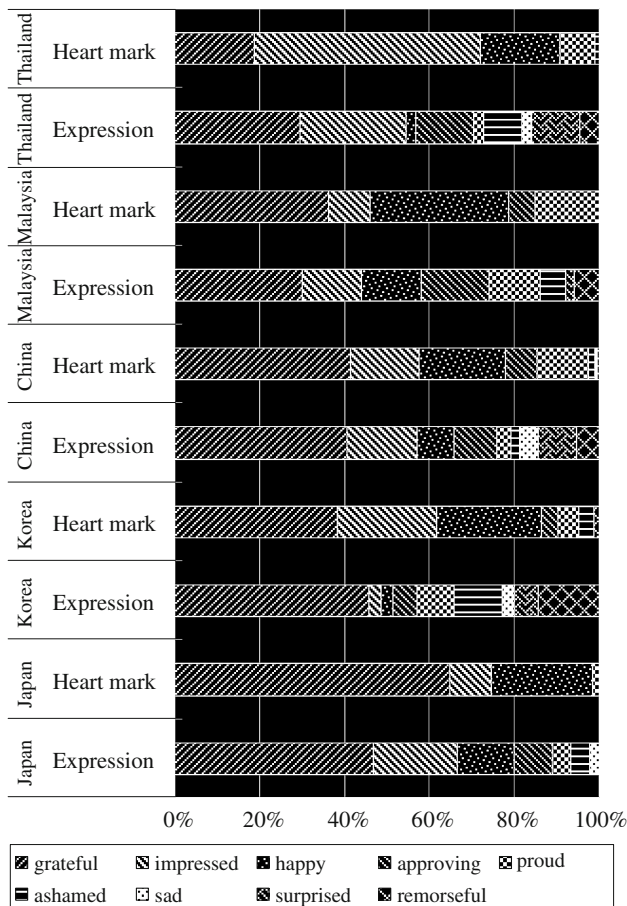 Thailand Heart mark
Thailand Expression
Malaysia Heart mark
Malaysia Expression
China Heart mark
China Expression
Korea Heart mark
Korea Expression
Japan Heart mark
Japan Expression
0% 20% 40% 60% 80% 100%
grateful impressed happy approving proud
ashamed sad surprised remorseful